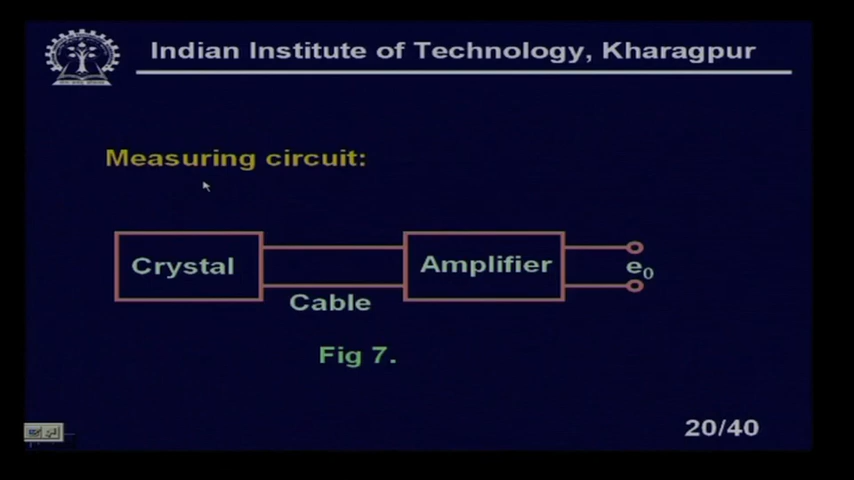 Indian Institute of Technology, Kharagpur
Measuring circuit:
Crystal
Amplifier
e₀
Cable
Fig 7.
20/40